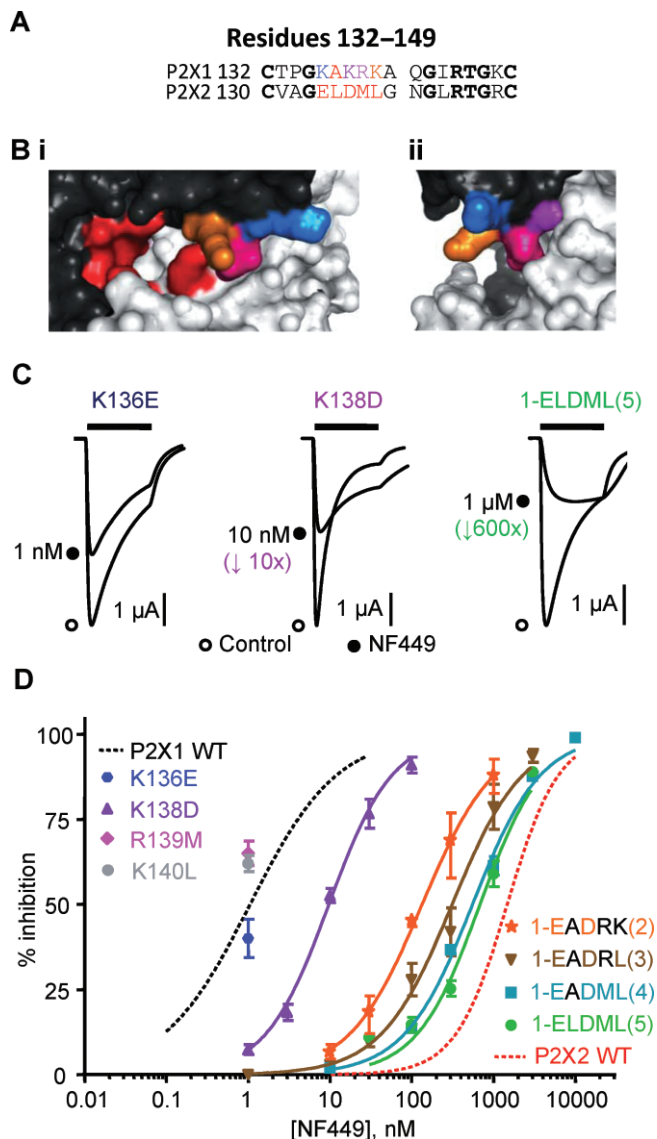 A
Residues 132–149
P2X1 132 CTPGKAKRKA QGIRTGKC
P2X2 130 CVAGELDMLG NGLRTGRC
B i
ii
C
K136E
K138D
1-ELDML(5)
1 nM
10 nM
(↓ 10x)
1 µM
(↓600x)
1 µA
1 µA
1 µA
Control
NF449
D
100
75
50
25
0
% inhibition
P2X1 WT
K136E
K138D
R139M
K140L
1-EADRK(2)
1-EADRL(3)
1-EADML(4)
1-ELDML(5)
P2X2 WT
0.01 0.1 1 10 100 1000 10000
[NF449], nM